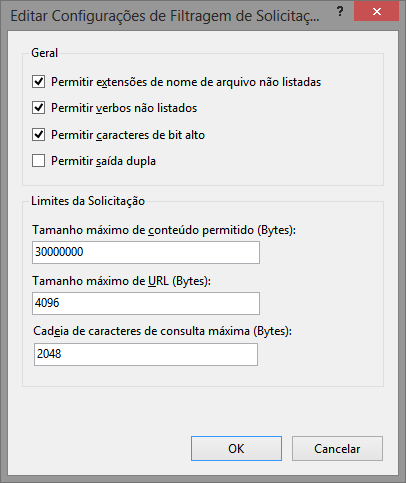 Editar Configurações de Filtragem de Solicitaç...
?
Geral
Permitir extensões de nome de arquivo não listadas
Permitir verbos não listados
Permitir caracteres de bit alto
Permitir saída dupla
Limites da Solicitação
Tamanho máximo de conteúdo permitido (Bytes):
30000000
Tamanho máximo de URL (Bytes):
4096
Cadeia de caracteres de consulta máxima (Bytes):
2048
OK Cancelar